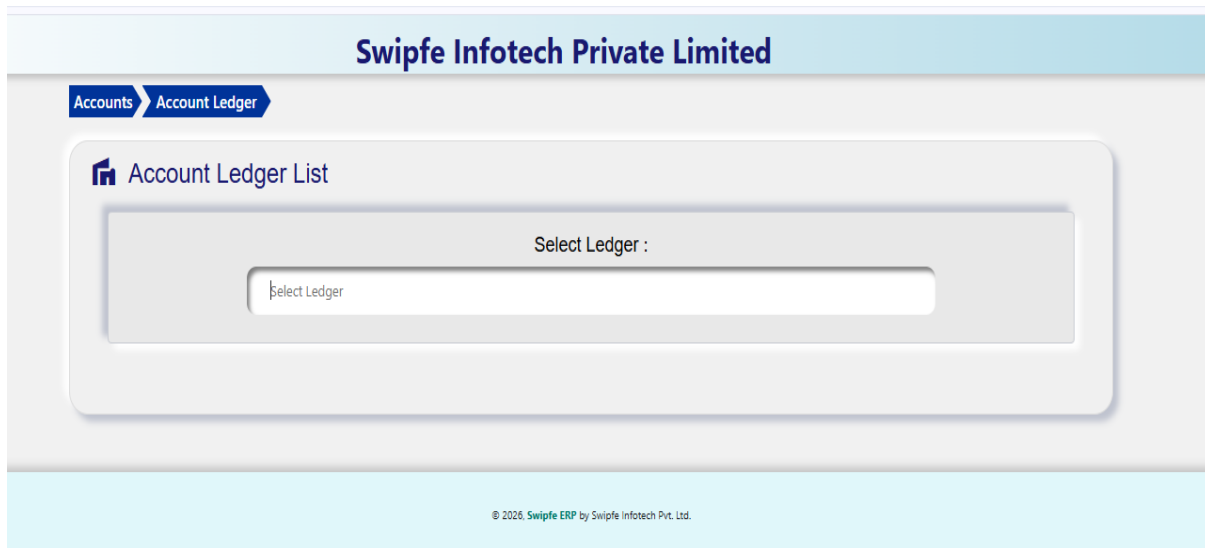 Swipfe Infotech Private Limited
Accounts Account Ledger
Account Ledger List
Select Ledger :
Select Ledger
© 2026, Swipfe ERP by Swipfe Infotech Pvt. Ltd.